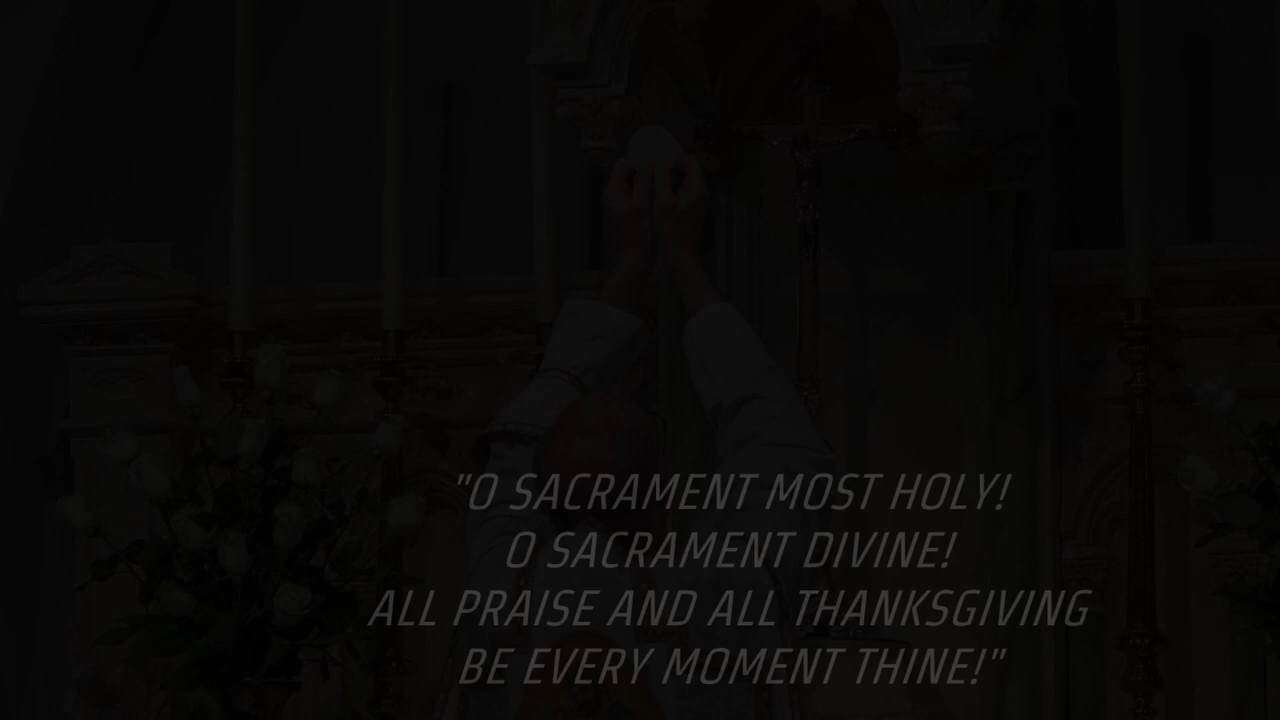 "O SACRAMENT MOST HOLY!
O SACRAMENT DIVINE!
ALL PRAISE AND ALL THANKSGIVING
BE EVERY MOMENT THINE!"